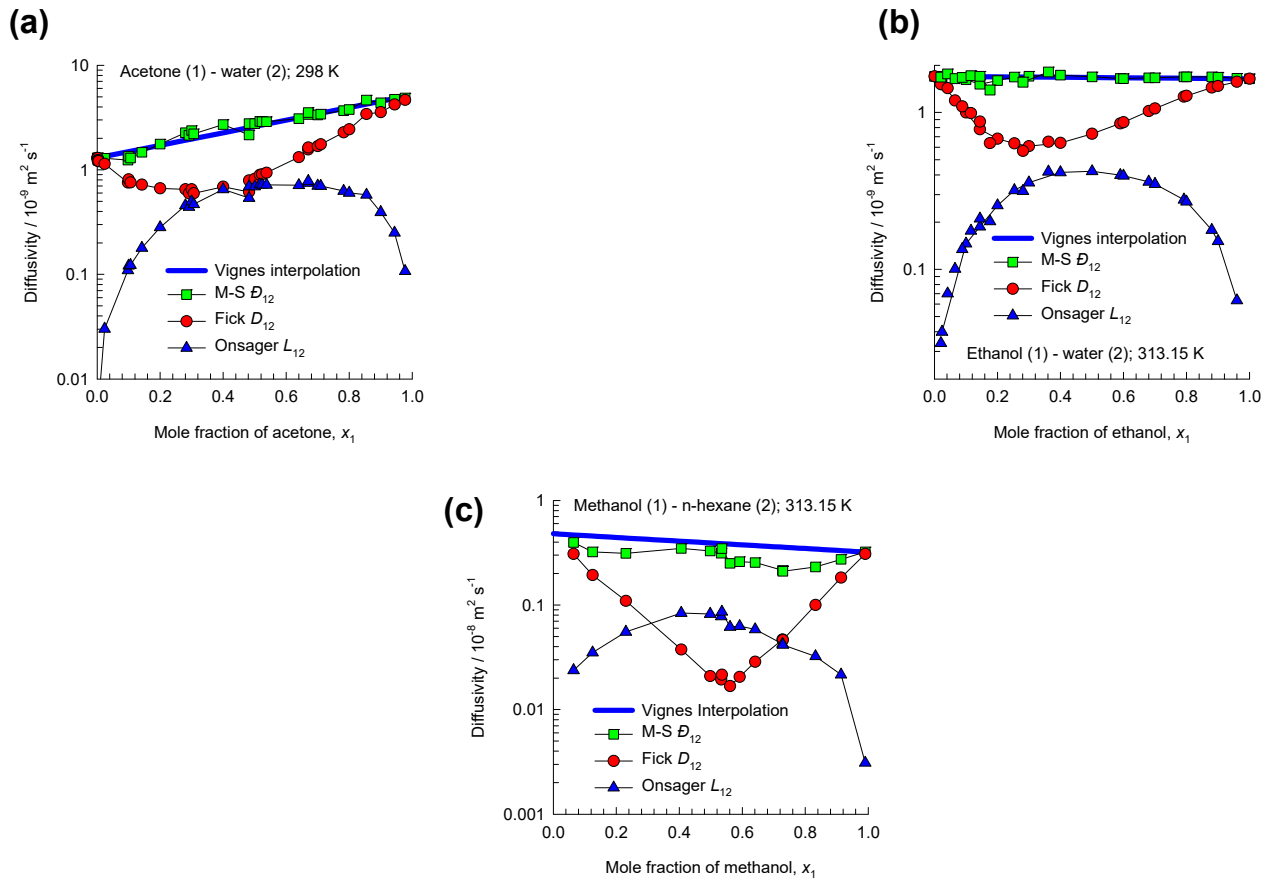 (a)
Acetone (1) - water (2); 298 K
Diffusivity / 10⁻⁹ m² s⁻¹
10
1
0.1
0.01
Vignes interpolation
M-S Đ₁₂
Fick D₁₂
Onsager L₁₂
0.0 0.2 0.4 0.6 0.8 1.0
Mole fraction of acetone, x₁
(b)
Diffusivity / 10⁻⁹ m² s⁻¹
1
0.1
Vignes interpolation
M-S Đ₁₂
Fick D₁₂
Onsager L₁₂
Ethanol (1) - water (2); 313.15 K
0.0 0.2 0.4 0.6 0.8 1.0
Mole fraction of ethanol, x₁
(c)
Methanol (1) - n-hexane (2); 313.15 K
Diffusivity / 10⁻⁸ m² s⁻¹
1
0.1
0.01
0.001
Vignes Interpolation
M-S Đ₁₂
Fick D₁₂
Onsager L₁₂
0.0 0.2 0.4 0.6 0.8 1.0
Mole fraction of methanol, x₁